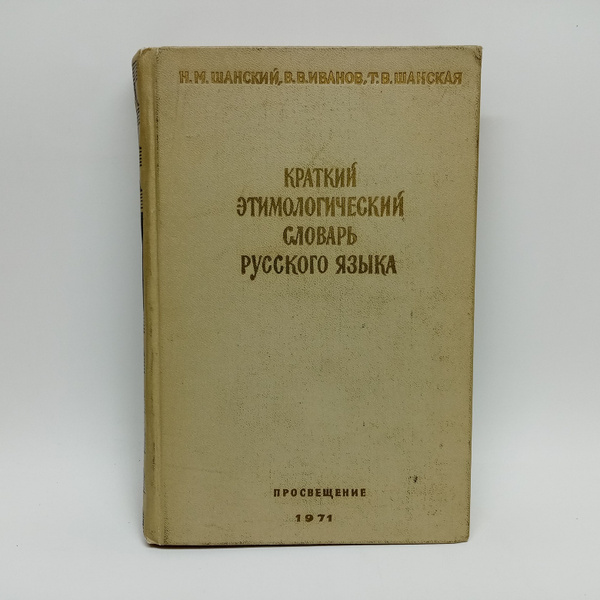 Н.М.ШАНСКИЙ, В.В.ИВАНОВ, Т.В.ШАНСКАЯ
КРАТКИЙ
ЭТИМОЛОГИЧЕСКИЙ
СЛОВАРЬ
РУССКОГО ЯЗЫКА
ПРОСВЕЩЕНИЕ
1971